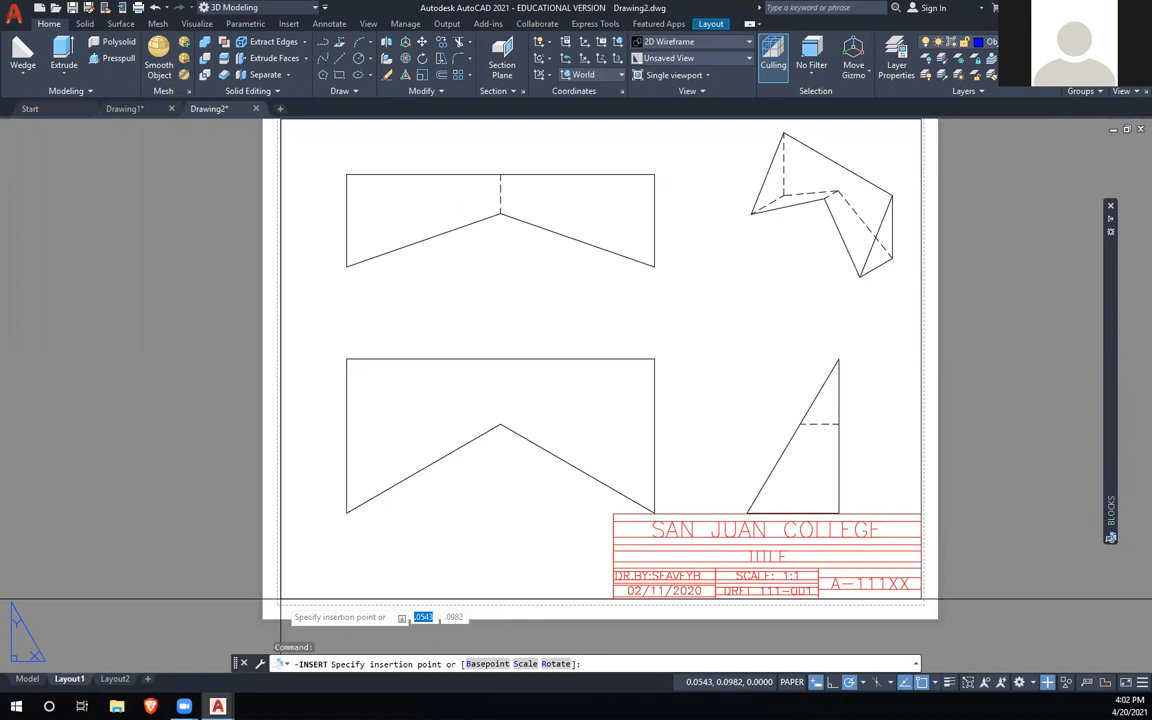 3D Modeling
Autodesk AutoCAD 2021 - EDUCATIONAL VERSION Drawing2.dwg
Type a keyword or phrase
Sign In
Home Solid Surface Mesh Visualize Parametric Insert Annotate View Manage Output Add-ins Collaborate Express Tools Featured Apps Layout
Wedge
Extrude
Polysolid
Presspull
Smooth Object
Extract Edges
Extrude Faces
Separate
Section Plane
World
2D Wireframe
Unsaved View
Single viewport
Culling
No Filter
Move Gizmo
Layer Properties
Modeling Mesh Solid Editing Draw Modify Section Coordinates View Selection Layers Groups View
Start Drawing1* Drawing2*
BLOCKS
SAN JUAN COLLEGE
TITLE
DR.BY:SEAVEYB SCALE: 1:1
02/11/2020 DRFT 111-001
A-111XX
Y
X
Specify insertion point or .0543 .0982
Command:
-INSERT Specify insertion point or [Basepoint Scale Rotate]:
Model Layout1 Layout2 +
0.0543, 0.0982, 0.0000 PAPER
4:02 PM
4/20/2021